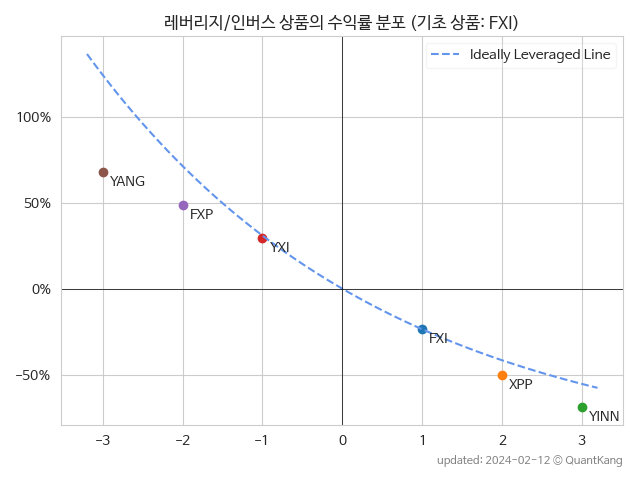 레버리지/인버스 상품의 수익률 분포 (기초 상품: FXI)
Ideally Leveraged Line
100%
50%
0%
−50%
YANG
FXP
YXI
FXI
XPP
YINN
−3
−2
−1
0
1
2
3
updated: 2024-02-12 © QuantKang